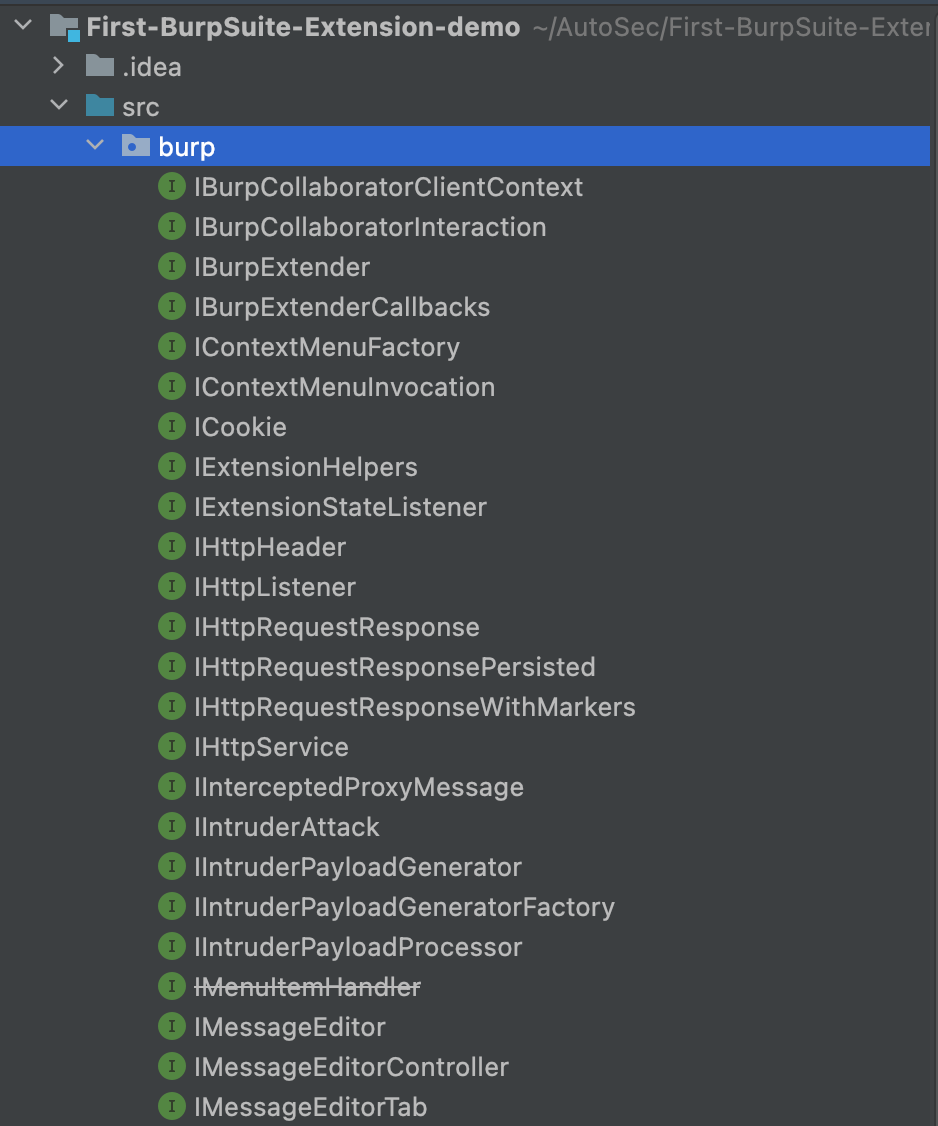 First-BurpSuite-Extension-demo ~/AutoSec/First-BurpSuite-Exter
.idea
src
burp
IBurpCollaboratorClientContext
IBurpCollaboratorInteraction
IBurpExtender
IBurpExtenderCallbacks
IContextMenuFactory
IContextMenuInvocation
ICookie
IExtensionHelpers
IExtensionStateListener
IHttpHeader
IHttpListener
IHttpRequestResponse
IHttpRequestResponsePersisted
IHttpRequestResponseWithMarkers
IHttpService
IInterceptedProxyMessage
IIntruderAttack
IIntruderPayloadGenerator
IIntruderPayloadGeneratorFactory
IIntruderPayloadProcessor
IMenuItemHandler
IMessageEditor
IMessageEditorController
IMessageEditorTab